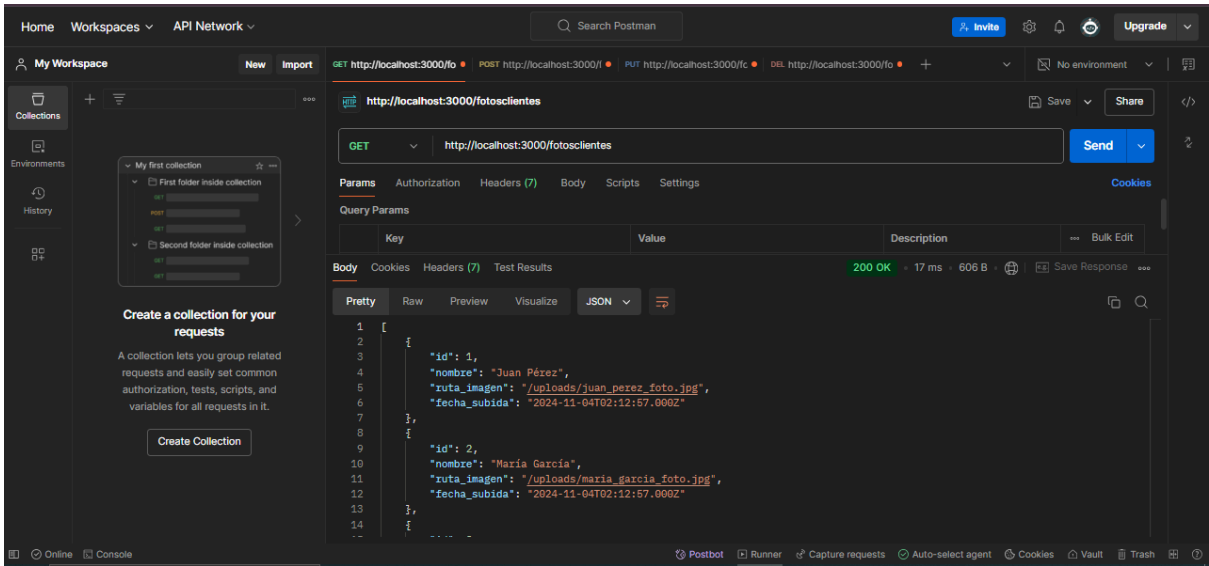 Home Workspaces API Network Search Postman Invite Upgrade
My Workspace New Import GET http://localhost:3000/fo POST http://localhost:3000/f PUT http://localhost:3000/fc DEL http://localhost:3000/fo No environment
Collections
Environments
History
My first collection
First folder inside collection
GET
POST
GET
Second folder inside collection
GET
GET
Create a collection for your
requests
A collection lets you group related
requests and easily set common
authorization, tests, scripts, and
variables for all requests in it.
Create Collection
HTTP http://localhost:3000/fotosclientes Save Share
GET http://localhost:3000/fotosclientes Send
Params Authorization Headers (7) Body Scripts Settings Cookies
Query Params
Key Value Description Bulk Edit
Body Cookies Headers (7) Test Results 200 OK 17 ms 606 B Save Response
Pretty Raw Preview Visualize JSON
1 [
2 {
3 "id": 1,
4 "nombre": "Juan Pérez",
5 "ruta_imagen": "/uploads/juan_perez_foto.jpg",
6 "fecha_subida": "2024-11-04T02:12:57.000Z"
7 },
8 {
9 "id": 2,
10 "nombre": "María García",
11 "ruta_imagen": "/uploads/maria_garcia_foto.jpg",
12 "fecha_subida": "2024-11-04T02:12:57.000Z"
13 },
14 {
Online Console Postbot Runner Capture requests Auto-select agent Cookies Vault Trash